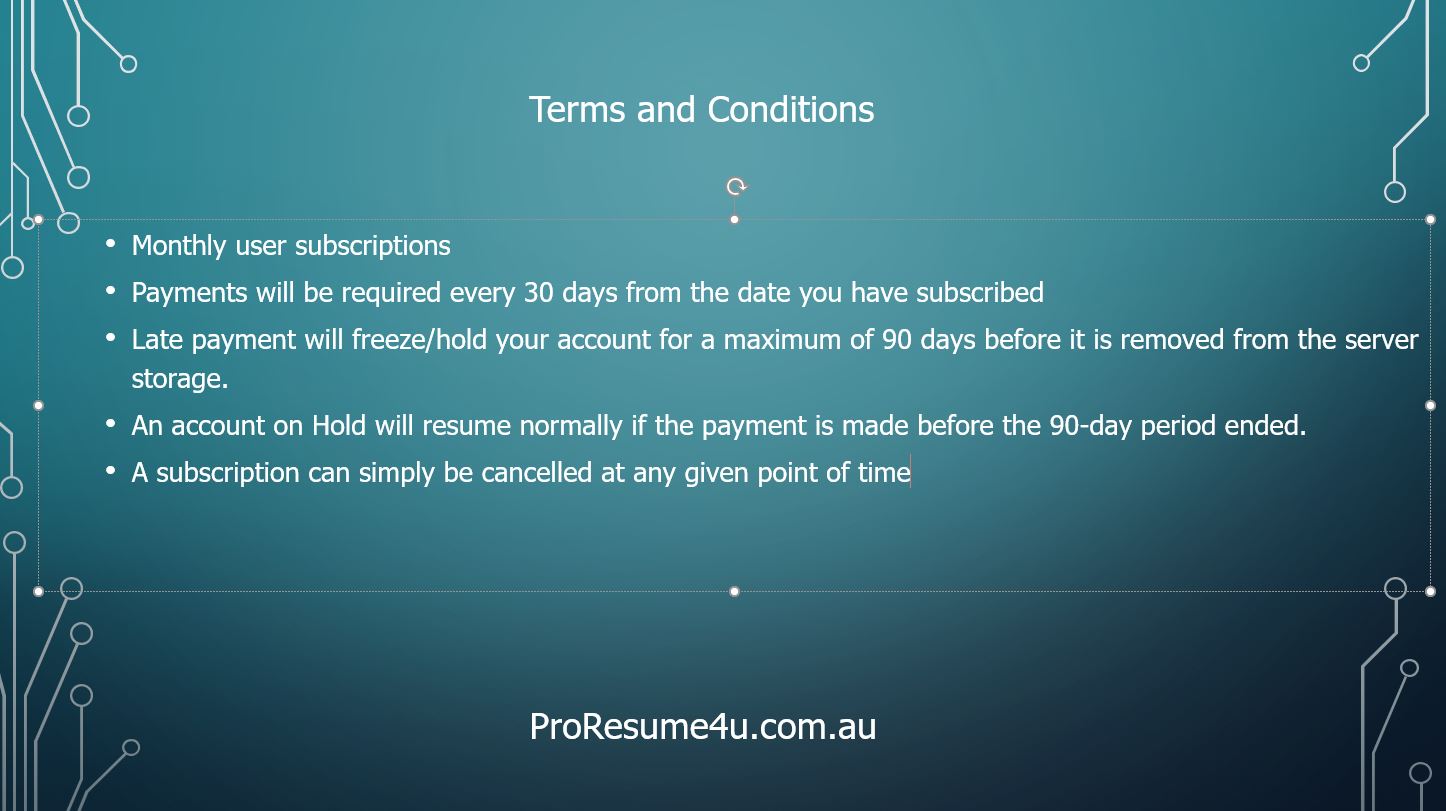 Terms and Conditions
• Monthly user subscriptions
• Payments will be required every 30 days from the date you have subscribed
• Late payment will freeze/hold your account for a maximum of 90 days before it is removed from the server
storage.
• An account on Hold will resume normally if the payment is made before the 90-day period ended.
• A subscription can simply be cancelled at any given point of time
ProResume4u.com.au